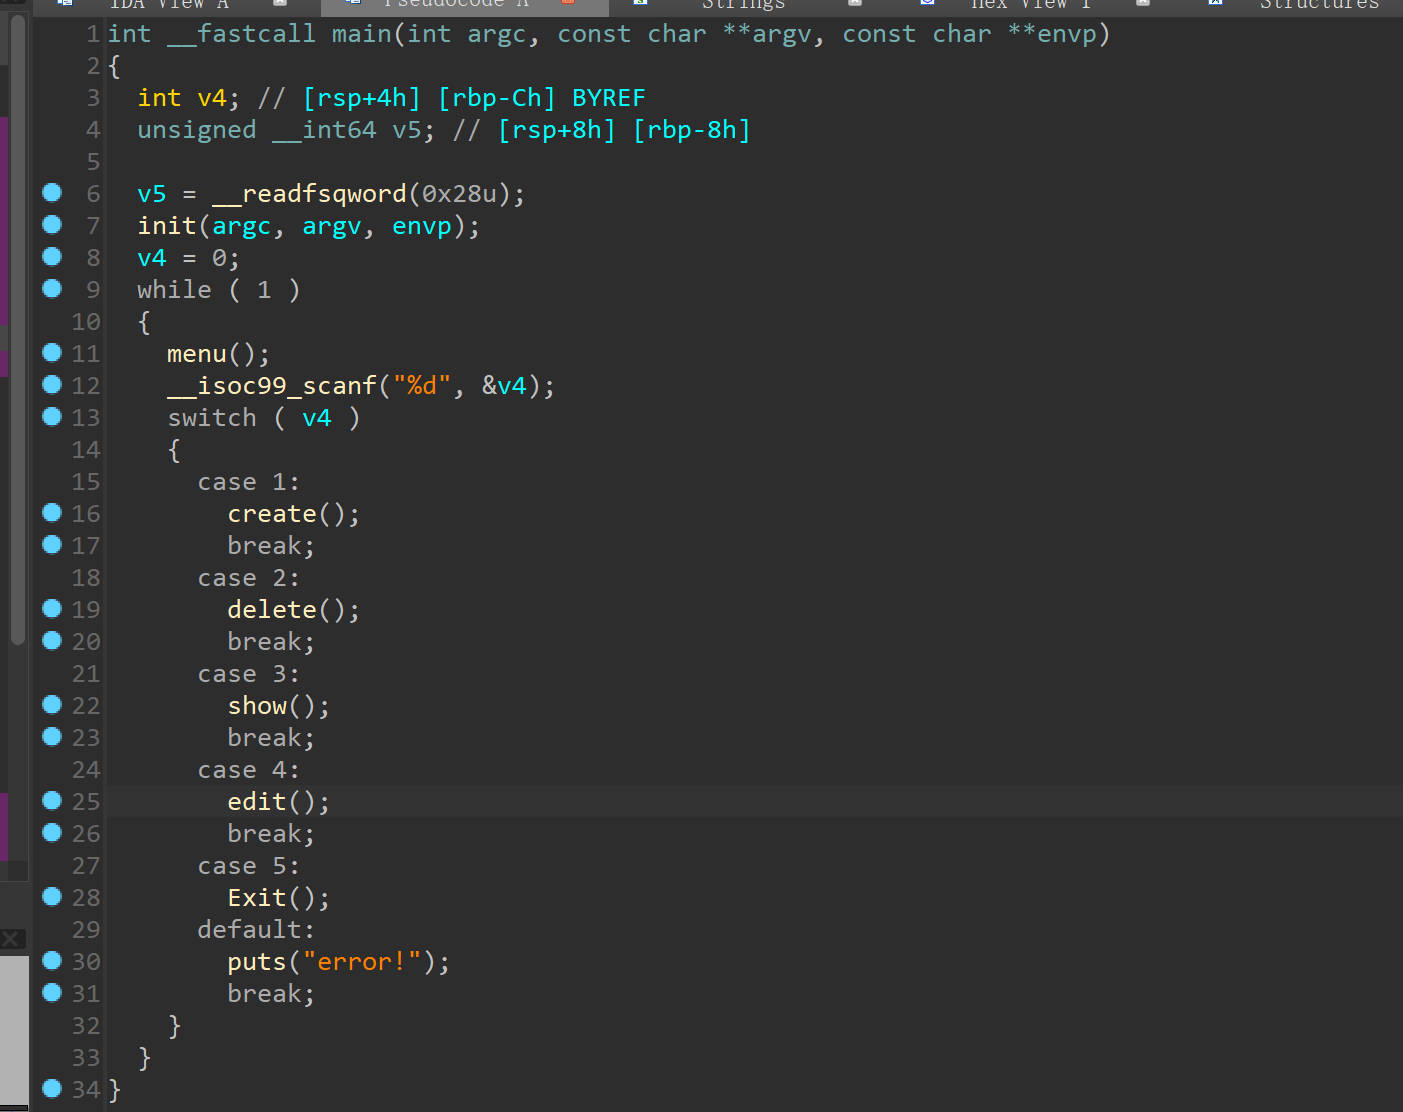 IDA View A Pseudocode A Strings Hex View 1 Structures
1 int __fastcall main(int argc, const char **argv, const char **envp)
2 {
3   int v4; // [rsp+4h] [rbp-Ch] BYREF
4   unsigned __int64 v5; // [rsp+8h] [rbp-8h]
5
6   v5 = __readfsqword(0x28u);
7   init(argc, argv, envp);
8   v4 = 0;
9   while ( 1 )
10   {
11     menu();
12     __isoc99_scanf("%d", &v4);
13     switch ( v4 )
14     {
15       case 1:
16         create();
17         break;
18       case 2:
19         delete();
20         break;
21       case 3:
22         show();
23         break;
24       case 4:
25         edit();
26         break;
27       case 5:
28         Exit();
29       default:
30         puts("error!");
31         break;
32     }
33   }
34 }